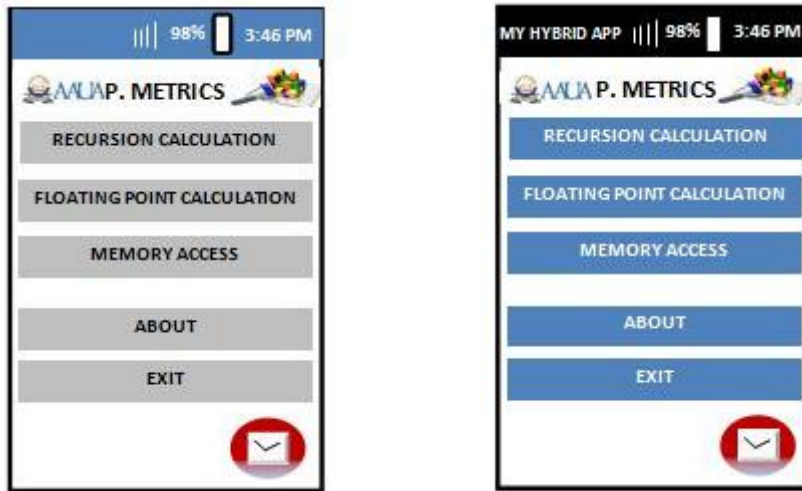 98% 3:46 PM
AAUA P. METRICS
RECURSION CALCULATION
FLOATING POINT CALCULATION
MEMORY ACCESS
ABOUT
EXIT
MY HYBRID APP 98% 3:46 PM
AAUA P. METRICS
RECURSION CALCULATION
FLOATING POINT CALCULATION
MEMORY ACCESS
ABOUT
EXIT